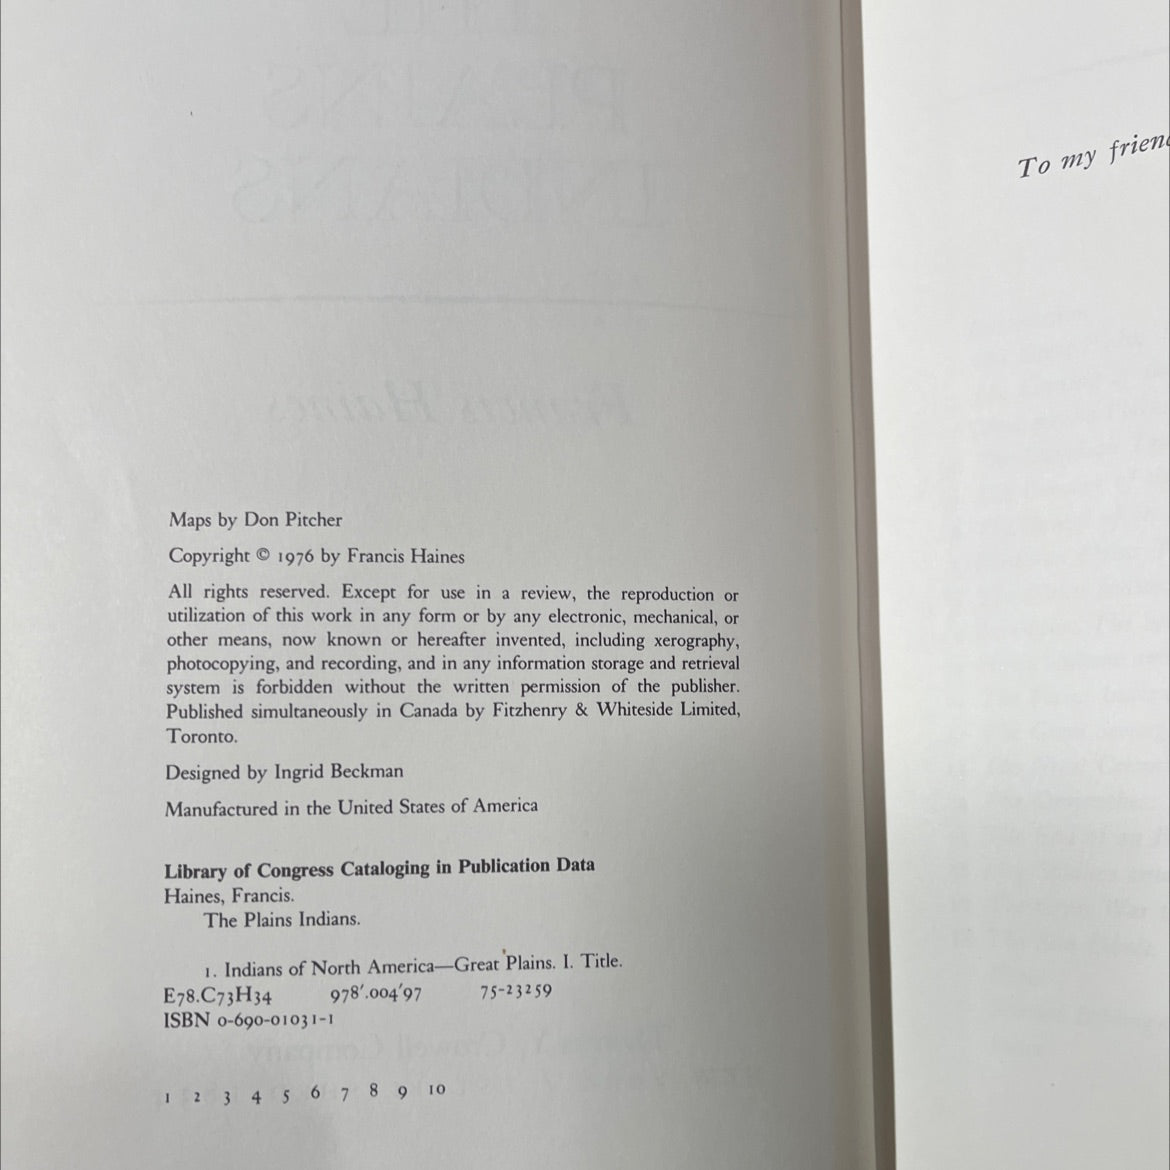 Maps by Don Pitcher
Copyright © 1976 by Francis Haines
All rights reserved. Except for use in a review, the reproduction or
utilization of this work in any form or by any electronic, mechanical, or
other means, now known or hereafter invented, including xerography,
photocopying, and recording, and in any information storage and retrieval
system is forbidden without the written permission of the publisher.
Published simultaneously in Canada by Fitzhenry & Whiteside Limited,
Toronto.
Designed by Ingrid Beckman
Manufactured in the United States of America
Library of Congress Cataloging in Publication Data
Haines, Francis.
The Plains Indians.
1. Indians of North America—Great Plains. I. Title.
E78.C73H34 978'.004'97 75-23259
ISBN 0-690-01031-1
1 2 3 4 5 6 7 8 9 10
To my